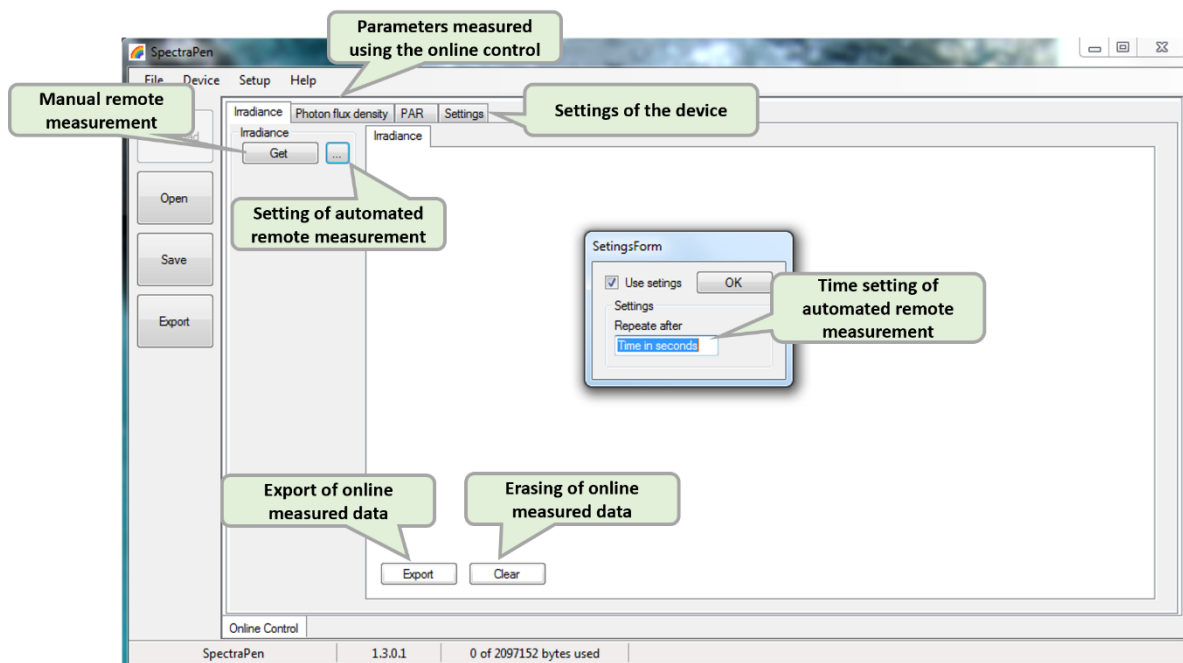 Parameters measured
using the online control
SpectraPen
File Device Setup Help
Manual remote
measurement
Irradiance Photon flux density PAR Settings
Settings of the device
Irradiance
Irradiance
Get ...
Open
Setting of automated
remote measurement
Save
SetingsForm
Use setings OK
Time setting of
automated remote
measurement
Settings
Repeate after
Time in seconds
Export
Export of online
measured data
Erasing of online
measured data
Export Clear
Online Control
SpectraPen 1.3.0.1 0 of 2097152 bytes used